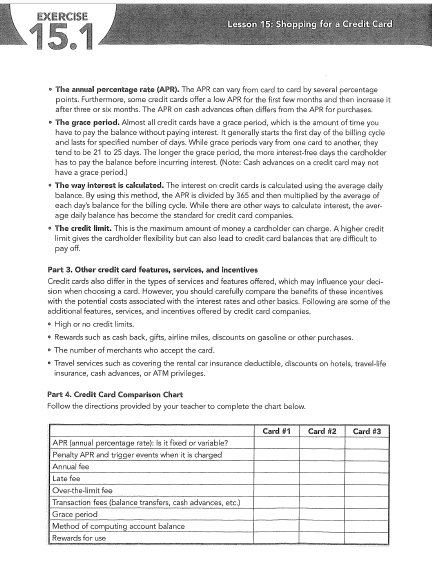 EXERCISE
15.1
Lesson 15: Shopping for a Credit Card
• The annual percentage rate (APR). The APR can vary from card to card by several percentage
points. Furthermore, some credit cards offer a low APR for the first few months and then increase it
after three or six months. The APR on cash advances often differs from the APR for purchases.
• The grace period. Almost all credit cards have a grace period, which is the amount of time you
have to pay the balance without paying interest. It generally starts the first day of the billing cycle
and lasts for specified number of days. While grace periods vary from one card to another, they
tend to be 21 to 25 days. The longer the grace period, the more interest-free days the cardholder
has to pay the balance before incurring interest. (Note: Cash advances on a credit card may not
have a grace period.)
• The way interest is calculated. The interest on credit cards is calculated using the average daily
balance. By using this method, the APR is divided by 365 and then multiplied by the average of
each day's balance for the billing cycle. While there are other ways to calculate interest, the aver-
age daily balance has become the standard for credit card companies.
• The credit limit. This is the maximum amount of money a cardholder can charge. A higher credit
limit gives the cardholder flexibility but can also lead to credit card balances that are difficult to
pay off.
Part 3. Other credit card features, services, and incentives
Credit cards also differ in the types of services and features offered, which may influence your deci-
sion when choosing a card. However, you should carefully compare the benefits of these incentives
with the potential costs associated with the interest rates and other basics. Following are some of the
additional features, services, and incentives offered by credit card companies.
• High or no credit limits.
• Rewards such as cash back, gifts, airline miles, discounts on gasoline or other purchases.
• The number of merchants who accept the card.
• Travel services such as covering the rental car insurance deductible, discounts on hotels, travel-life
insurance, cash advances, or ATM privileges.
Part 4. Credit Card Comparison Chart
Follow the directions provided by your teacher to complete the chart below.
Card #1 Card #2 Card #3
APR (annual percentage rate): Is it fixed or variable?
Penalty APR and trigger events when it is charged
Annual fee
Late fee
Over-the-limit fee
Transaction fees (balance transfers, cash advances, etc.)
Grace period
Method of computing account balance
Rewards for use